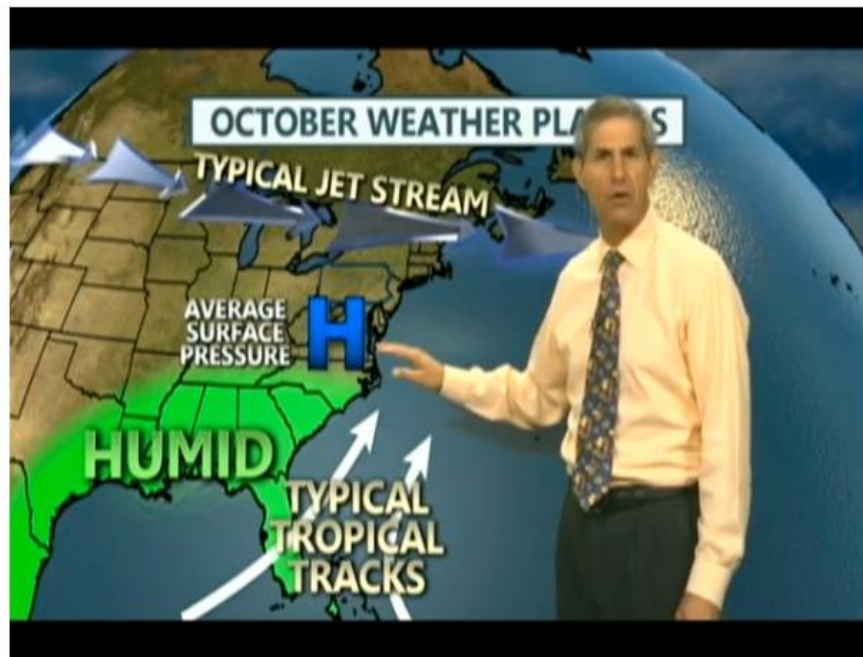 OCTOBER WEATHER
TYPICAL JET STREAM
AVERAGE
SURFACE
PRESSURE
H
HUMID
TYPICAL
TROPICAL
TRACKS